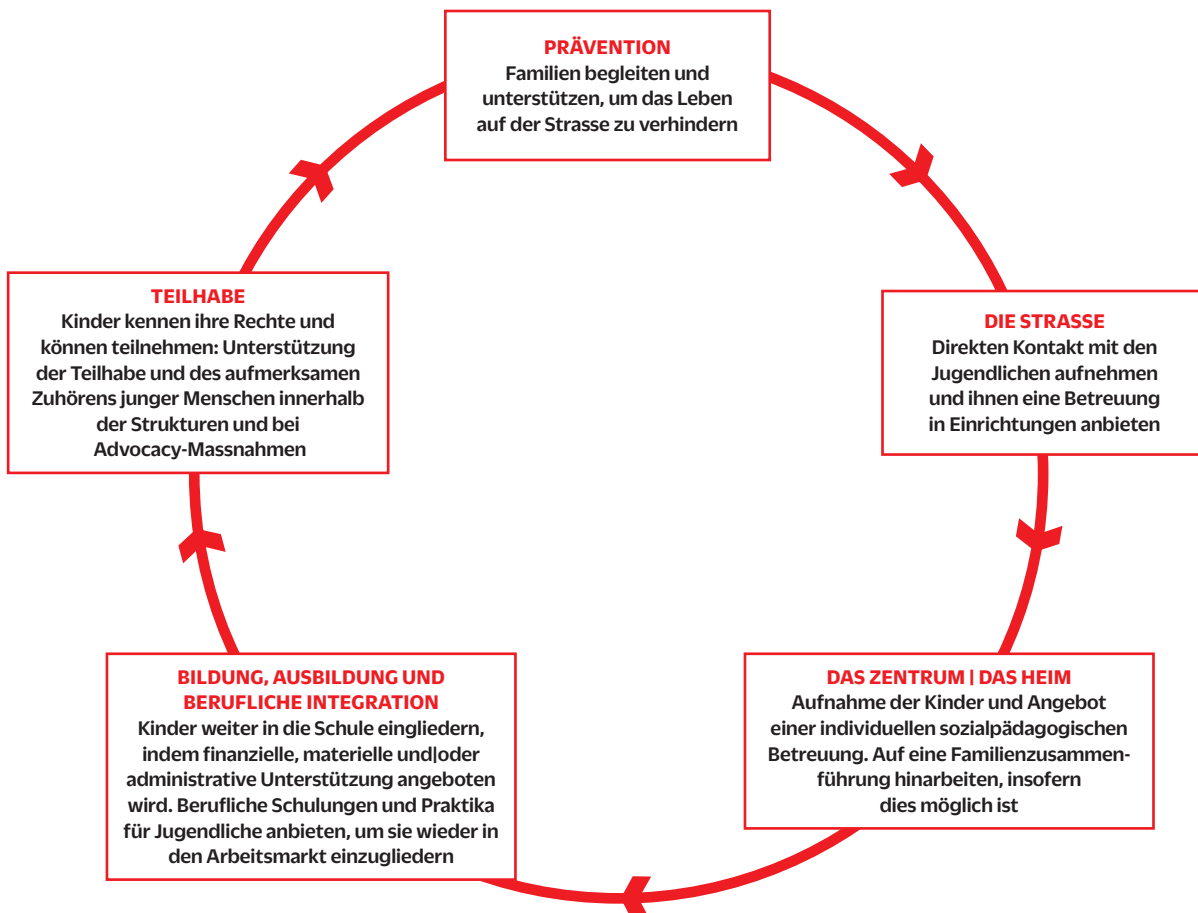 PRÄVENTION
Familien begleiten und
unterstützen, um das Leben
auf der Strasse zu verhindern
DIE STRASSE
Direkten Kontakt mit den
Jugendlichen aufnehmen
und ihnen eine Betreuung
in Einrichtungen anbieten
DAS ZENTRUM | DAS HEIM
Aufnahme der Kinder und Angebot
einer individuellen sozialpädagogischen
Betreuung. Auf eine Familienzusammen-
führung hinarbeiten, insofern
dies möglich ist
BILDUNG, AUSBILDUNG UND
BERUFLICHE INTEGRATION
Kinder weiter in die Schule eingliedern,
indem finanzielle, materielle und|oder
administrative Unterstützung angeboten
wird. Berufliche Schulungen und Praktika
für Jugendliche anbieten, um sie wieder in
den Arbeitsmarkt einzugliedern
TEILHABE
Kinder kennen ihre Rechte und
können teilnehmen: Unterstützung
der Teilhabe und des aufmerksamen
Zuhörens junger Menschen innerhalb
der Strukturen und bei
Advocacy-Massnahmen